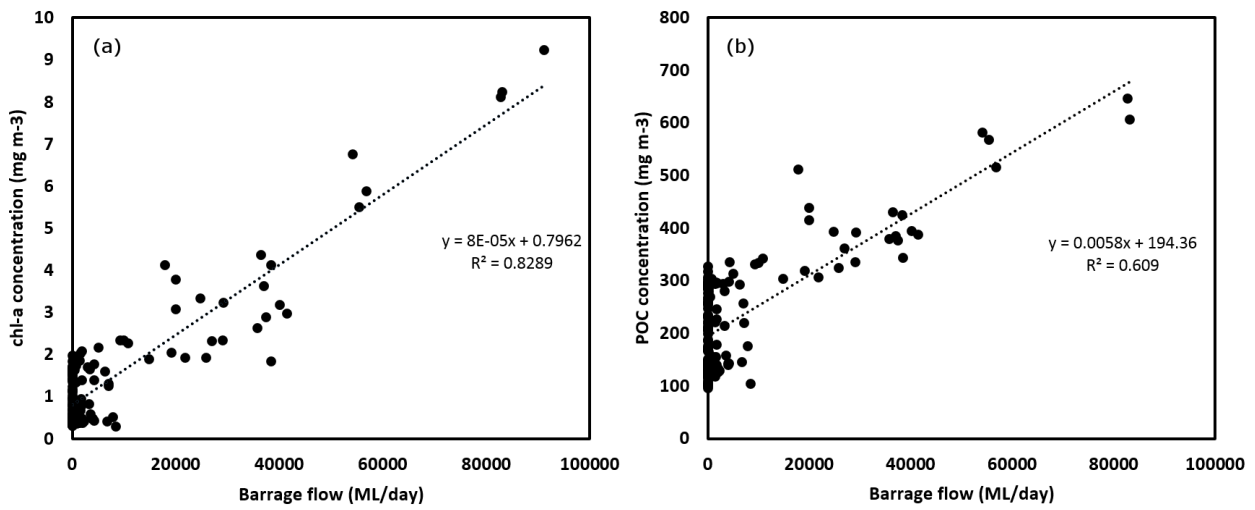 (a)
chl-a concentration (mg m-3)
10
9
8
7
6
5
4
3
2
1
0
y = 8E-05x + 0.7962
R² = 0.8289
0 20000 40000 60000 80000 100000
Barrage flow (ML/day)
(b)
POC concentration (mg m-3)
800
700
600
500
400
300
200
100
0
y = 0.0058x + 194.36
R² = 0.609
0 20000 40000 60000 80000 100000
Barrage flow (ML/day)